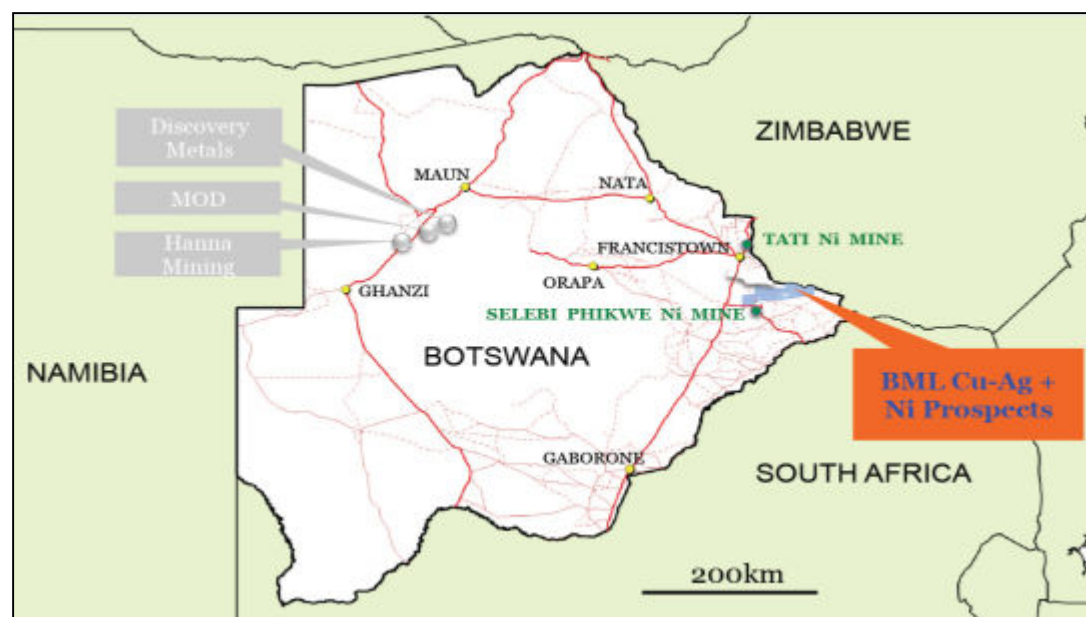 Discovery
Metals
ZIMBABWE
MAUN
NATA
MOD
Hanna
Mining
FRANCISTOWN
TATI Ni MINE
ORAPA
GHANZI
SELEBI PHIKWE Ni MINE
BOTSWANA
NAMIBIA
BML Cu-Ag +
Ni Prospects
GABORONE
SOUTH AFRICA
200km